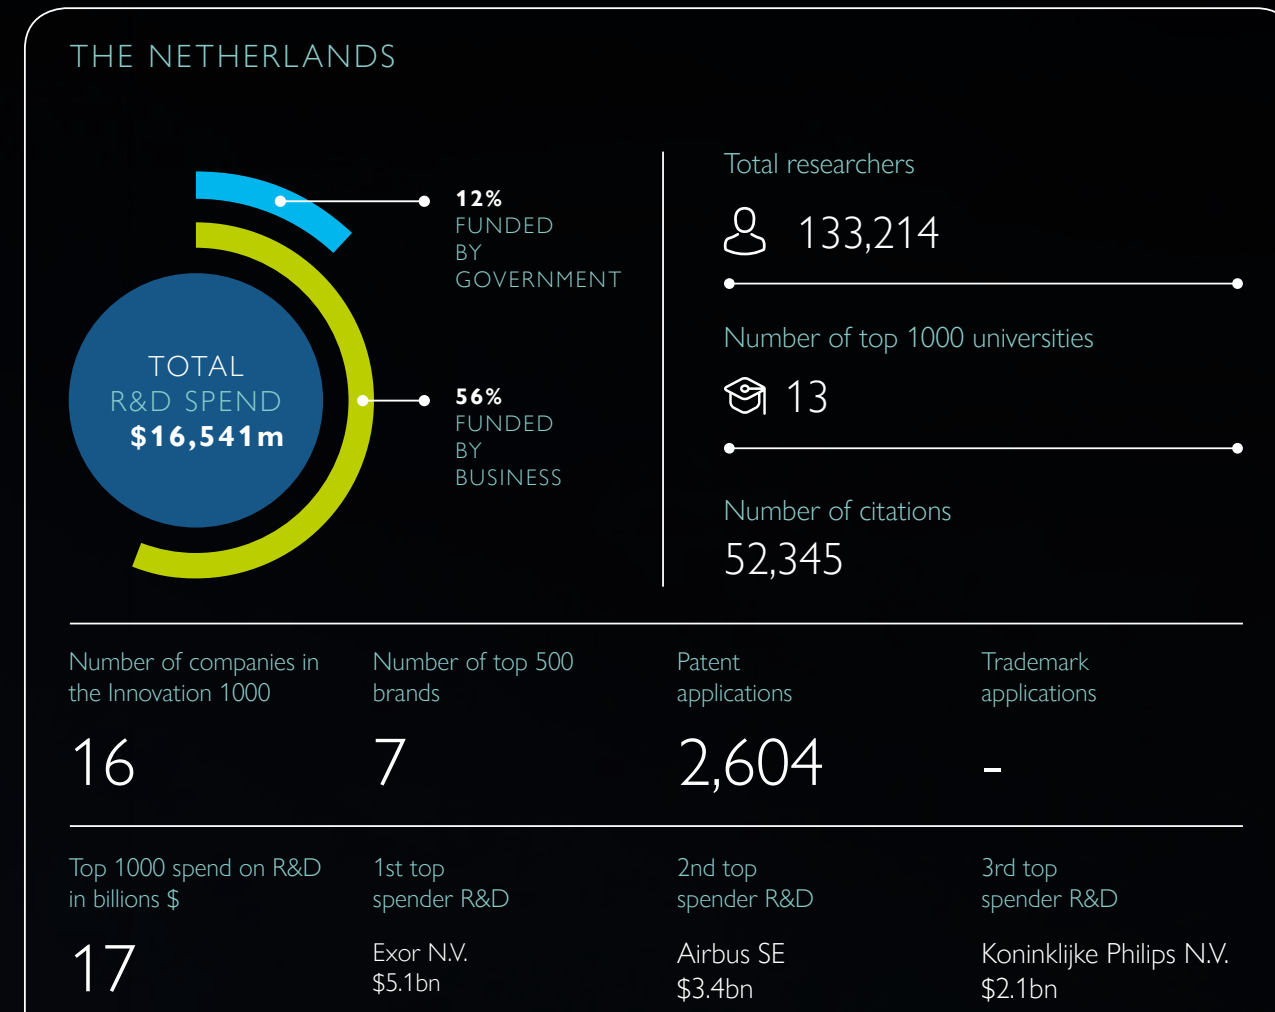 THE NETHERLANDS
TOTAL
R&D SPEND
$16,541m
12%
FUNDED
BY
GOVERNMENT
56%
FUNDED
BY
BUSINESS
Total researchers
133,214
Number of top 1000 universities
13
Number of citations
52,345
Number of companies in
the Innovation 1000
16
Number of top 500
brands
7
Patent
applications
2,604
Trademark
applications
-
Top 1000 spend on R&D
in billions $
17
1st top
spender R&D
Exor N.V.
$5.1bn
2nd top
spender R&D
Airbus SE
$3.4bn
3rd top
spender R&D
Koninklijke Philips N.V.
$2.1bn